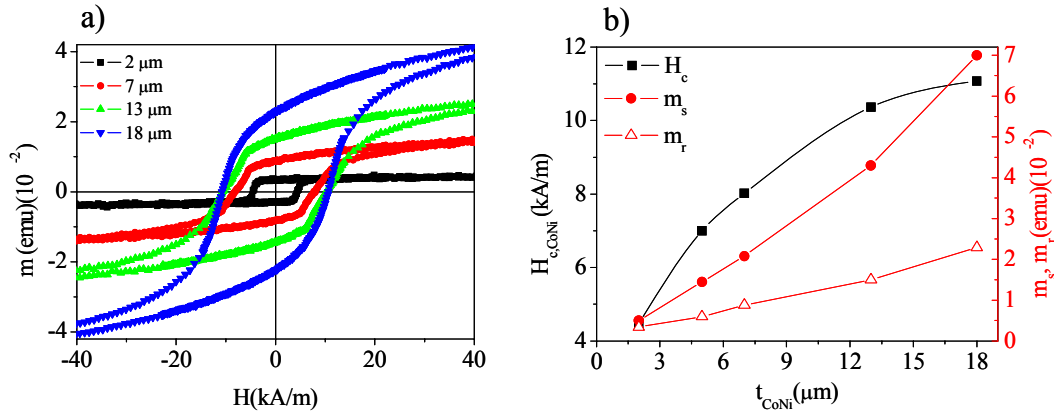 a)
2 μm
7 μm
13 μm
18 μm
4
2
0
-2
-4
-40 -20 0 20 40
m(emu)(10⁻²)
H(kA/m)
b)
H_c
m_s
m_r
12
10
8
6
4
0 3 6 9 12 15 18
7
6
5
4
3
2
1
0
H_c,CoNi (kA/m)
m_s, m_r(emu)(10⁻²)
t_CoNi(μm)